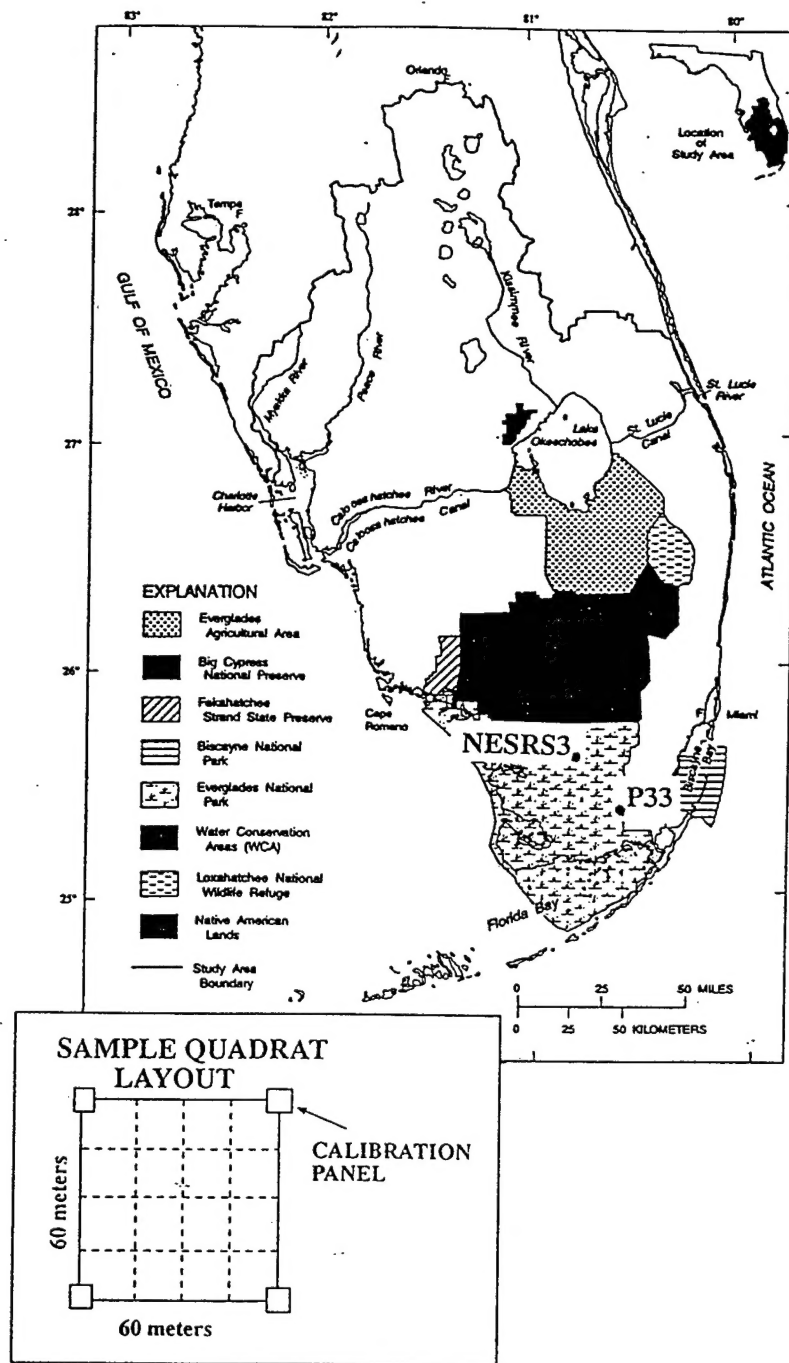 83°
82°
81°
80°
Orlando
Location
of
Study Area
28°
Tampa
GULF OF MEXICO
Kissimmee
River
Myakka River
Peace River
St. Lucie
River
27°
Lake
Okeechobee
St. Lucie
Canal
Charlotte
Harbor
Caloosahatchee River
Caloosahatchee Canal
ATLANTIC OCEAN
EXPLANATION
Everglades
Agricultural Area
Big Cypress
National Preserve
26°
Fekahatchee
Strand State Preserve
Cape
Romano
Miami
Biscayne National
Park
NESRS3
Biscayne
Bay
Everglades National
Park
P33
Water Conservation
Areas (WCA)
Loxahatchee National
Wildlife Refuge
25°
Native American
Lands
Florida Bay
Study Area
Boundary
0 25 50 MILES
0 25 50 KILOMETERS
SAMPLE QUADRAT
LAYOUT
CALIBRATION
PANEL
60 meters
60 meters